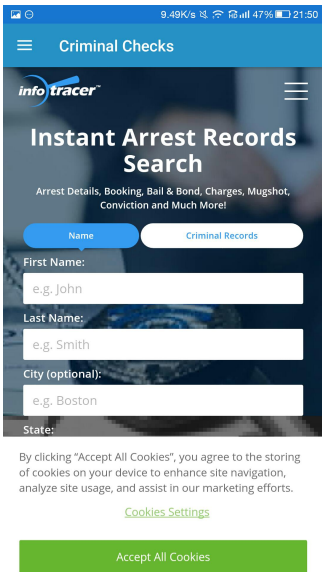 9.49K/s 47% 21:50
Criminal Checks
infotracer™
Instant Arrest Records
Search
Arrest Details, Booking, Bail & Bond, Charges, Mugshot,
Conviction and Much More!
Name Criminal Records
First Name:
e.g. John
Last Name:
e.g. Smith
City (optional):
e.g. Boston
State:
By clicking “Accept All Cookies”, you agree to the storing
of cookies on your device to enhance site navigation,
analyze site usage, and assist in our marketing efforts.
Cookies Settings
Accept All Cookies